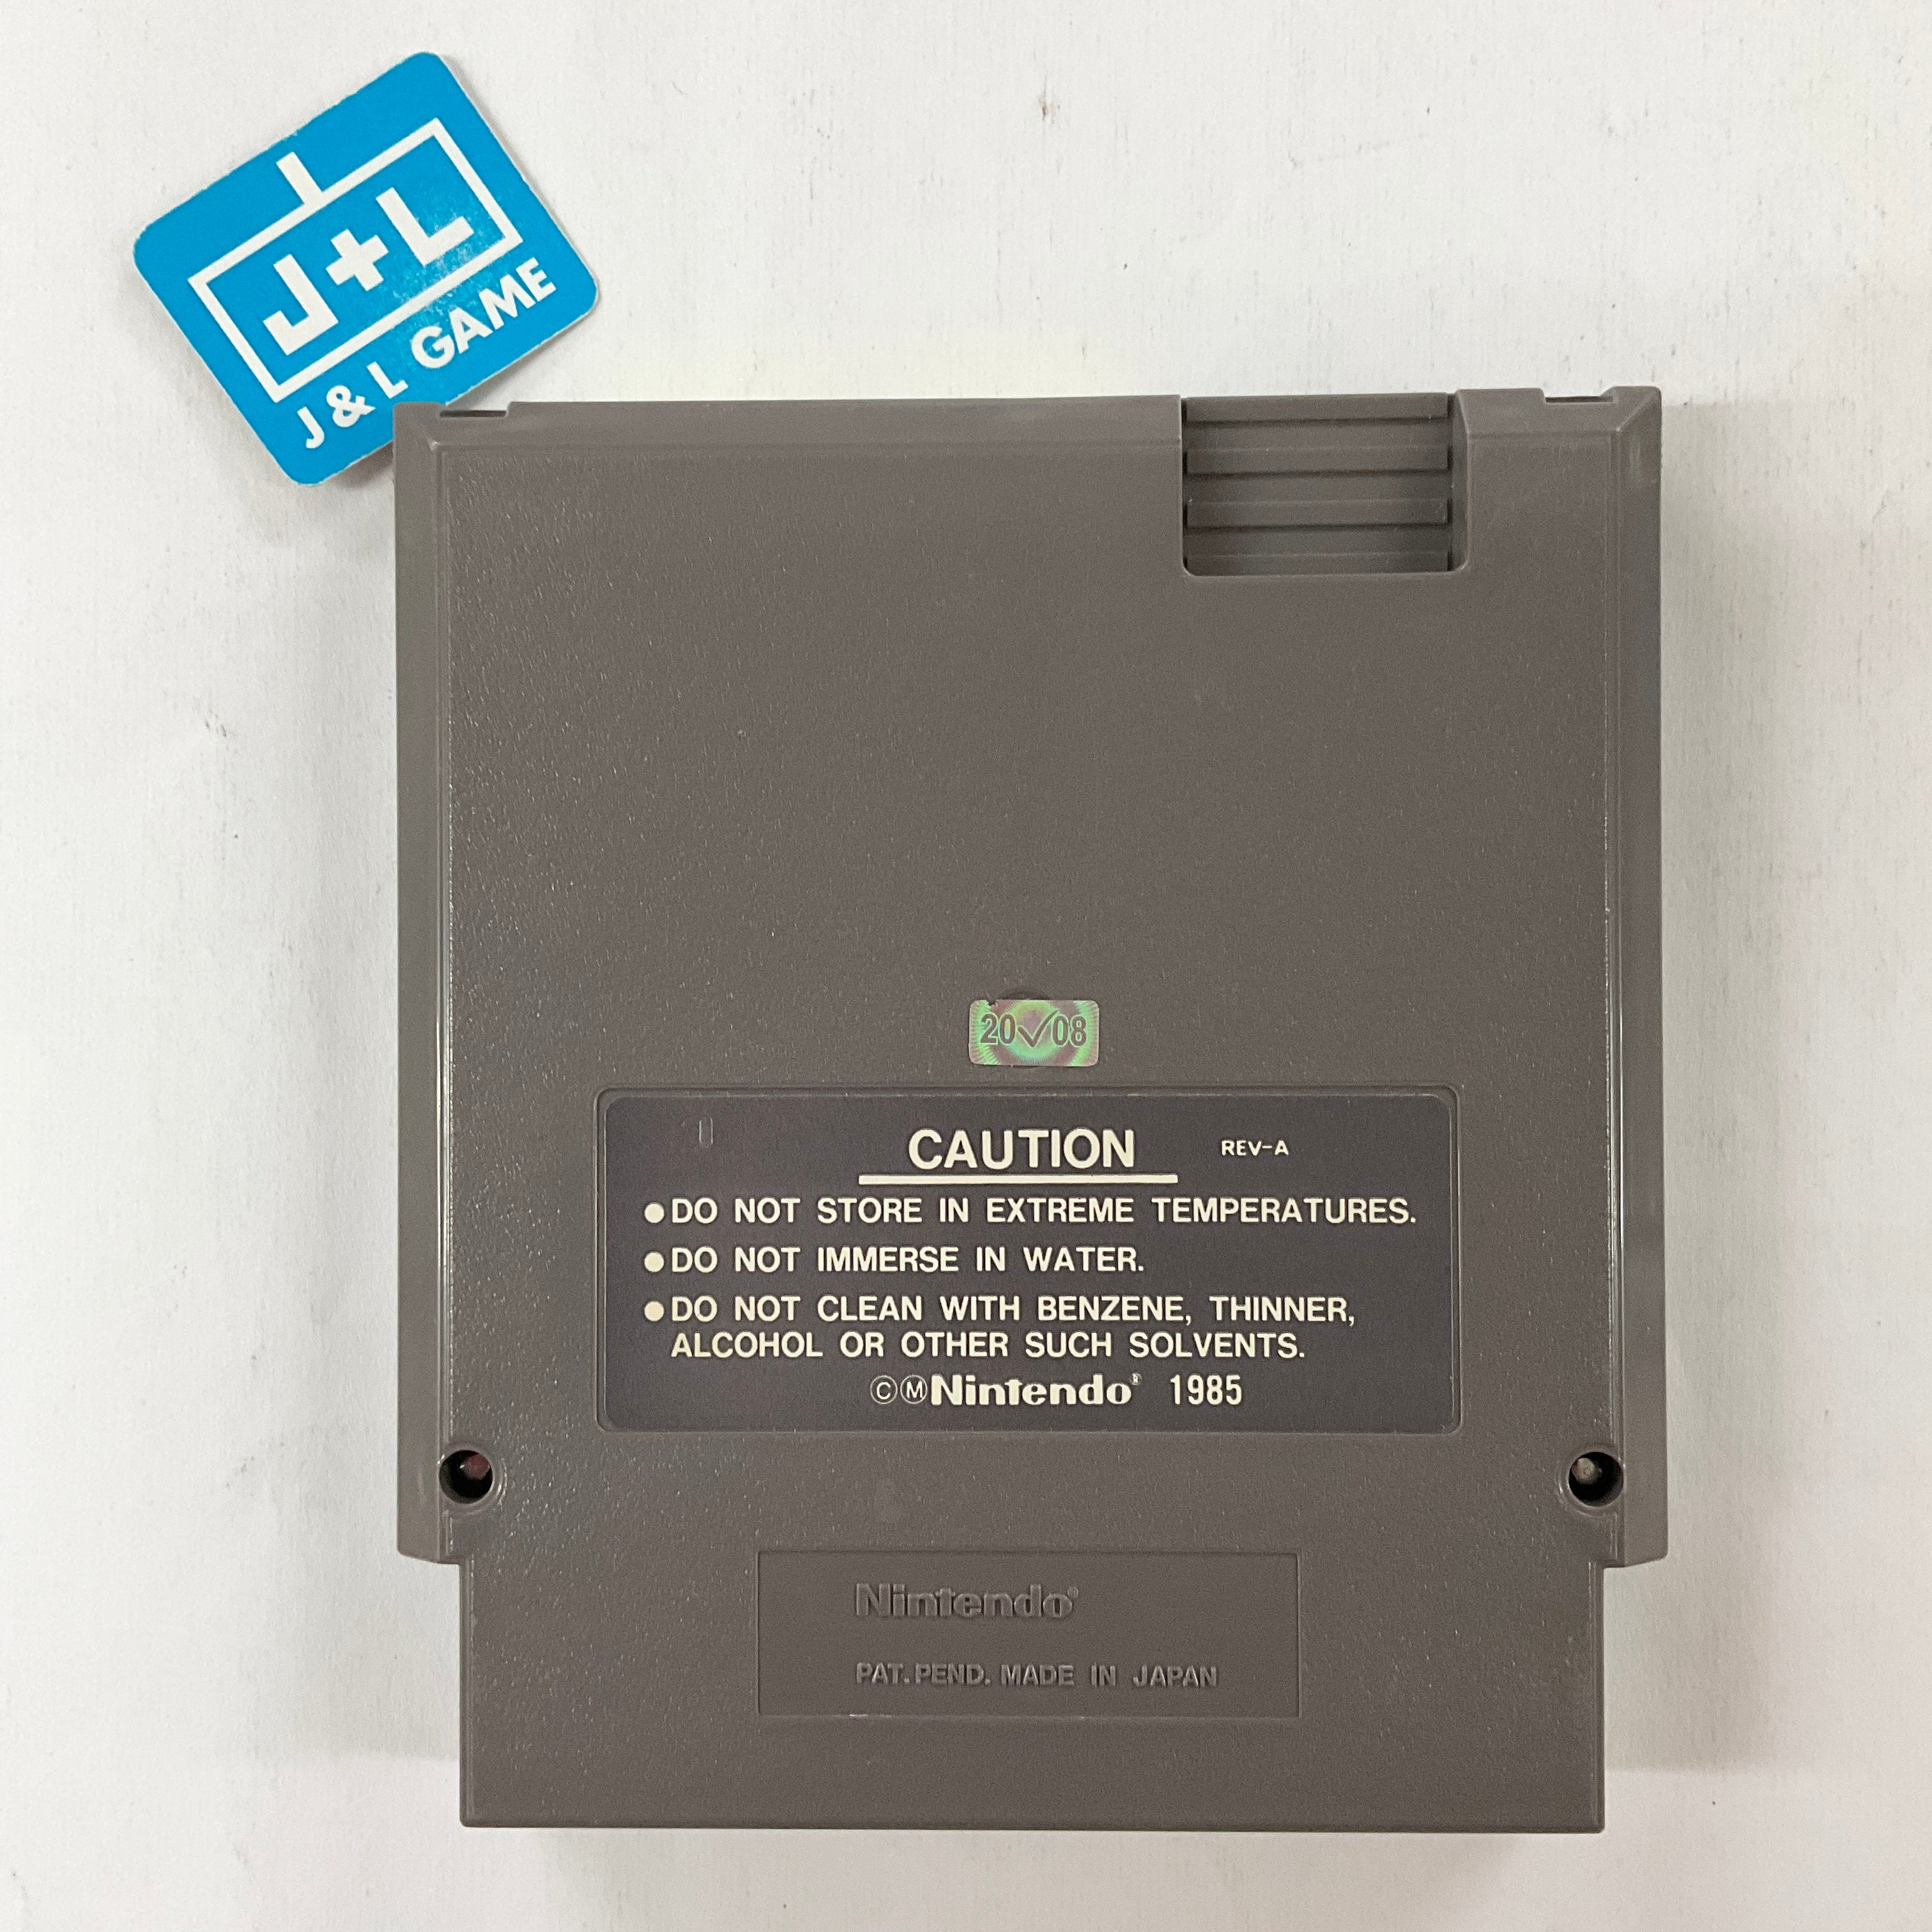 J+L
J & L GAME
20✓08
CAUTION REV-A
●DO NOT STORE IN EXTREME TEMPERATURES.
●DO NOT IMMERSE IN WATER.
●DO NOT CLEAN WITH BENZENE, THINNER,
ALCOHOL OR OTHER SUCH SOLVENTS.
©ⓂNintendo® 1985
Nintendo®
PAT. PEND. MADE IN JAPAN